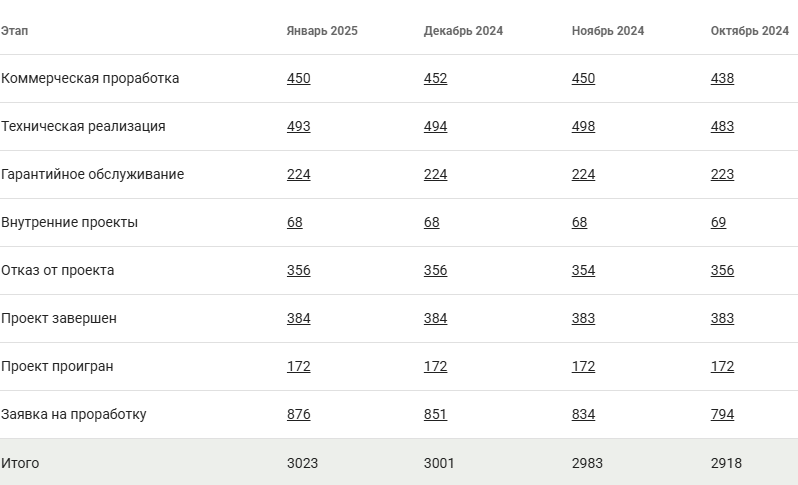 Этап Январь 2025 Декабрь 2024 Ноябрь 2024 Октябрь 2024
Коммерческая проработка 450 452 450 438
Техническая реализация 493 494 498 483
Гарантийное обслуживание 224 224 224 223
Внутренние проекты 68 68 68 69
Отказ от проекта 356 356 354 356
Проект завершен 384 384 383 383
Проект проигран 172 172 172 172
Заявка на проработку 876 851 834 794
Итого 3023 3001 2983 2918